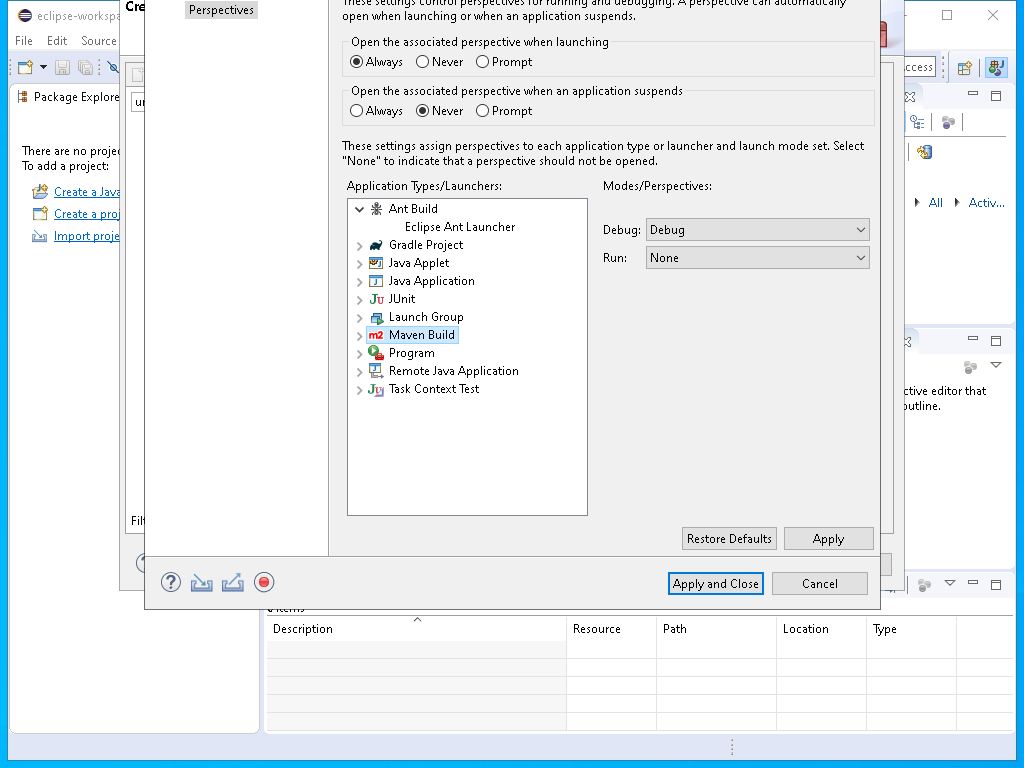 eclipse-workspa
File Edit Source
Cre
Perspectives
These settings control perspectives for running and debugging. A perspective can automatically
open when launching or when an application suspends.
Open the associated perspective when launching
Always Never Prompt
Open the associated perspective when an application suspends
Always Never Prompt
These settings assign perspectives to each application type or launcher and launch mode set. Select
"None" to indicate that a perspective should not be opened.
Application Types/Launchers:
Modes/Perspectives:
Ant Build
Eclipse Ant Launcher
Gradle Project
Java Applet
Java Application
JUnit
Launch Group
m2 Maven Build
Program
Remote Java Application
Task Context Test
Debug: Debug
Run: None
Restore Defaults Apply
Apply and Close Cancel
Package Explore
There are no proje
To add a project:
Create a Java
Create a proj
Import proje
ccess
All Activ...
ctive editor that
outline.
Filt
0 items
Description Resource Path Location Type